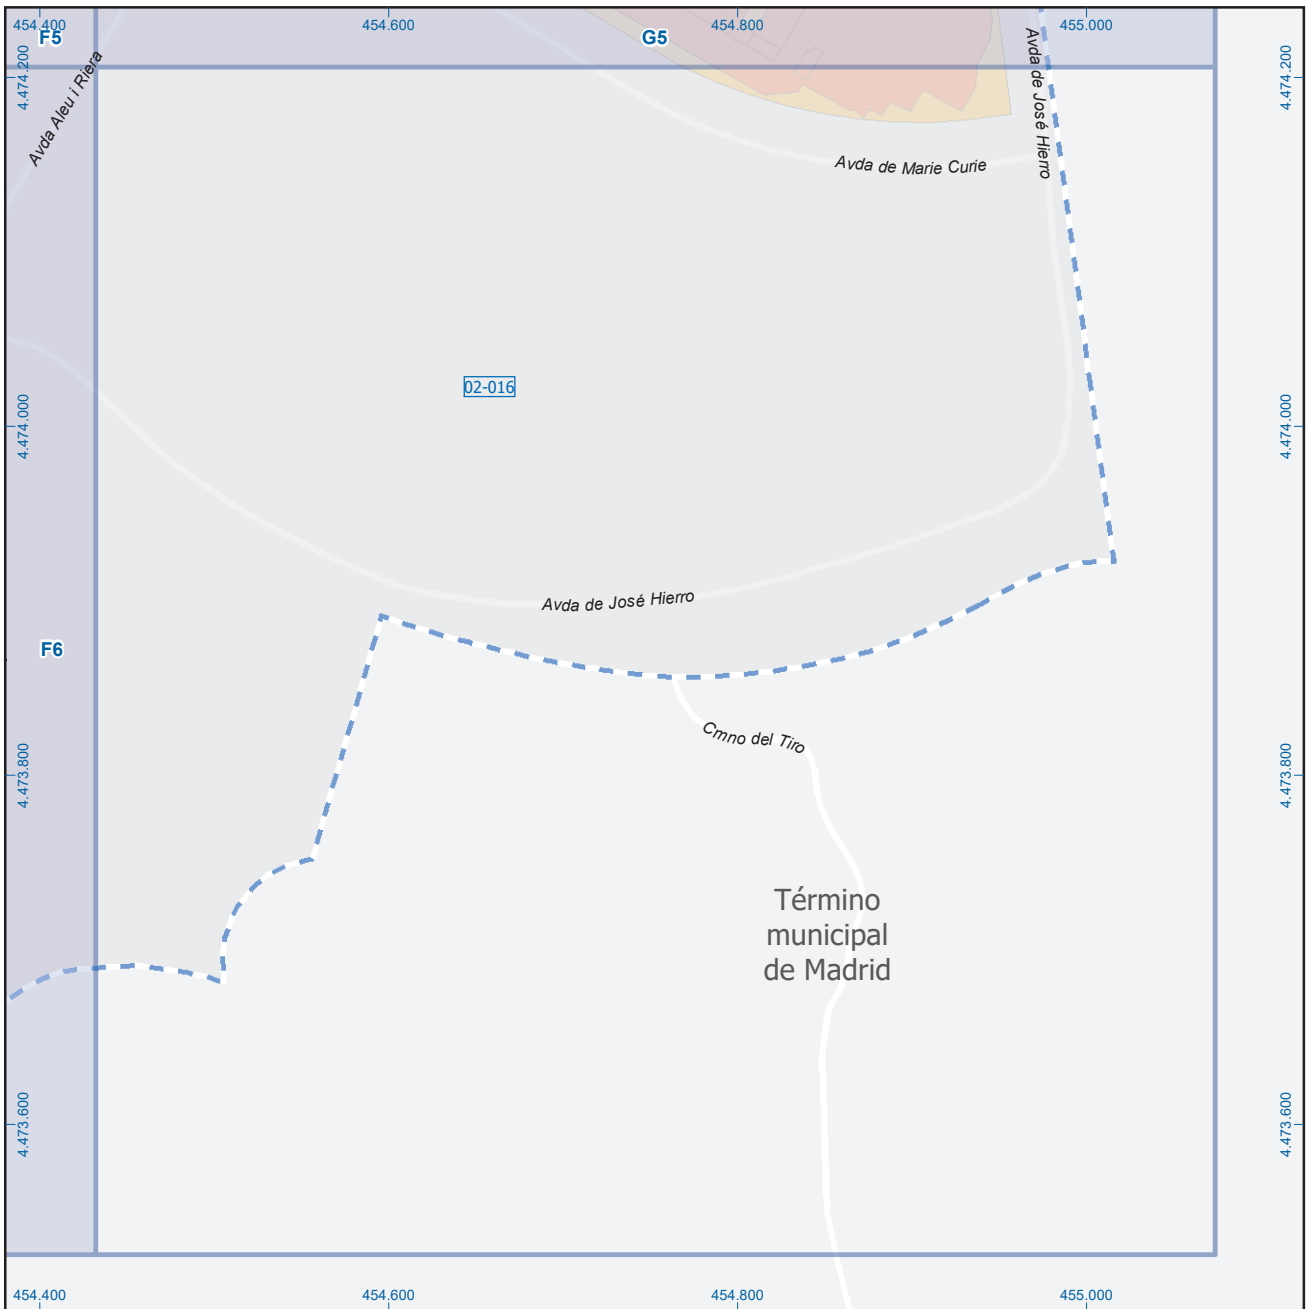 454.400
454.600
454.800
455.000
F5
G5
4.474.200
4.474.200
Avda Aleu i Riera
Avda de José Hierro
Avda de Marie Curie
02-016
4.474.000
4.474.000
Avda de José Hierro
F6
Cmno del Tiro
4.473.800
4.473.800
Término
municipal
de Madrid
4.473.600
4.473.600
454.400
454.600
454.800
455.000